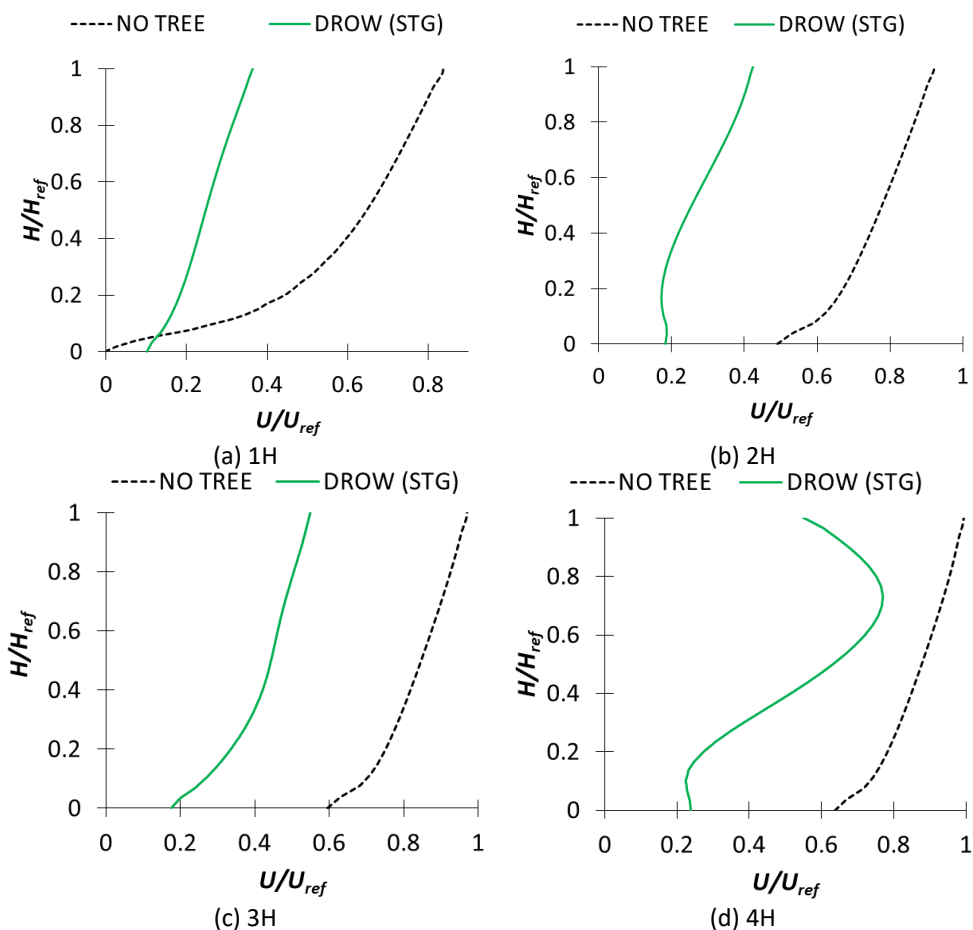 NO TREE DROW (STG) NO TREE DROW (STG)
1 1
0.8 0.8
0.6 0.6
H/Href H/Href
0.4 0.4
0.2 0.2
0 0
0 0.2 0.4 0.6 0.8 0 0.2 0.4 0.6 0.8 1
U/Uref U/Uref
(a) 1H (b) 2H
NO TREE DROW (STG) NO TREE DROW (STG)
1 1
0.8 0.8
0.6 0.6
H/Href H/Href
0.4 0.4
0.2 0.2
0 0
0 0.2 0.4 0.6 0.8 1 0 0.2 0.4 0.6 0.8 1
U/Uref U/Uref
(c) 3H (d) 4H